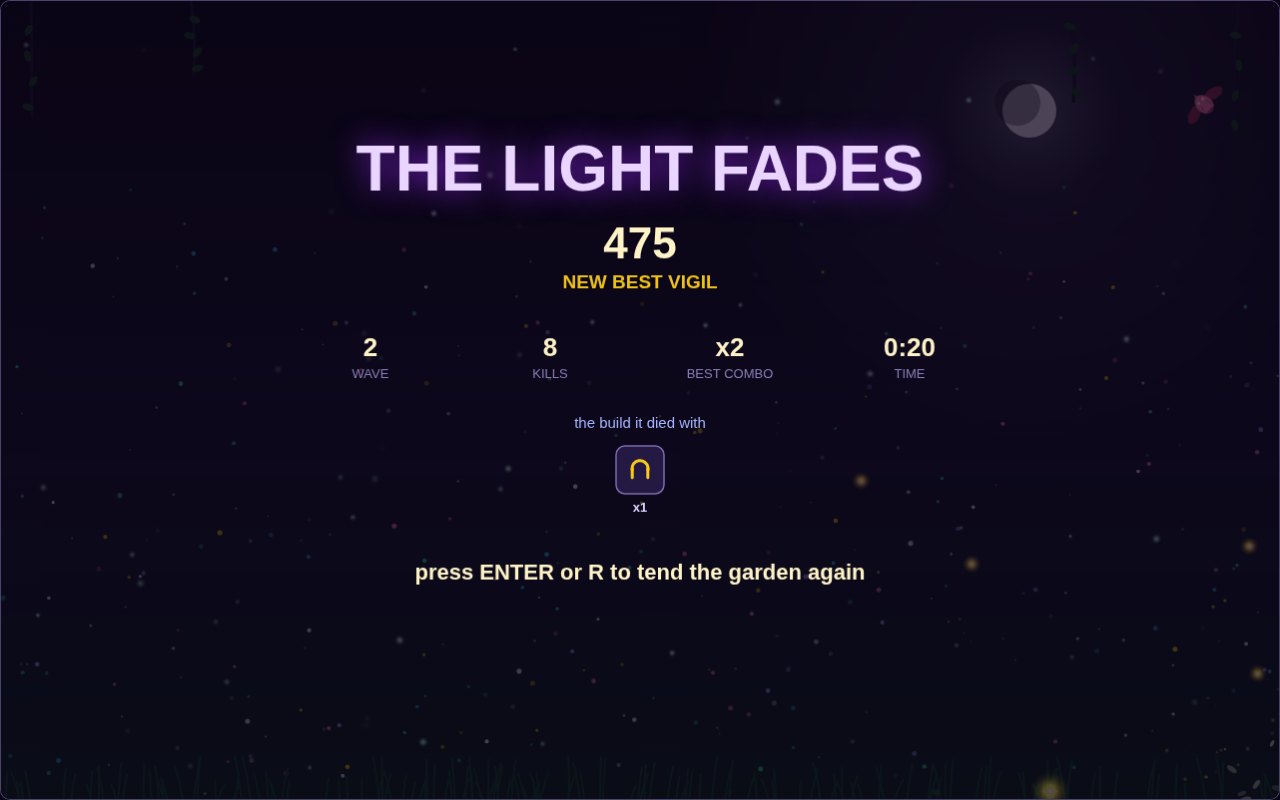 THE LIGHT FADES
475
NEW BEST VIGIL
2 8 x2 0:20
WAVE KILLS BEST COMBO TIME
the build it died with
x1
press ENTER or R to tend the garden again